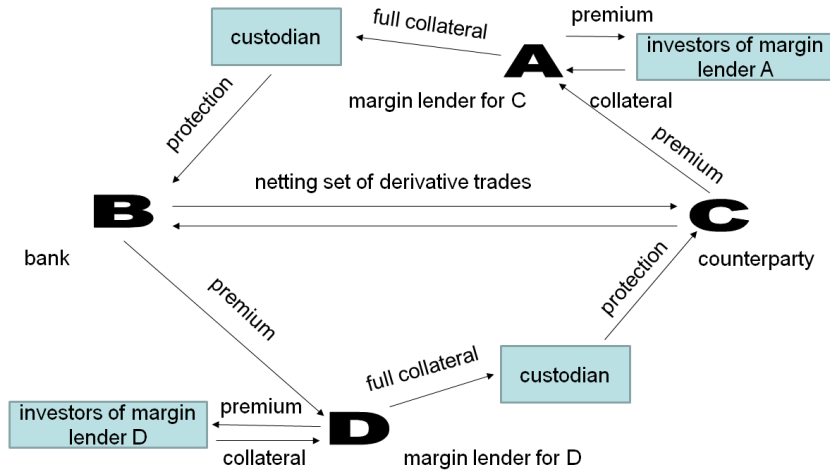 full collateral
premium
custodian
A
investors of margin
lender A
margin lender for C
collateral
protection
premium
netting set of derivative trades
B
C
bank
counterparty
protection
premium
full collateral
custodian
investors of margin
lender D
premium
D
collateral
margin lender for D